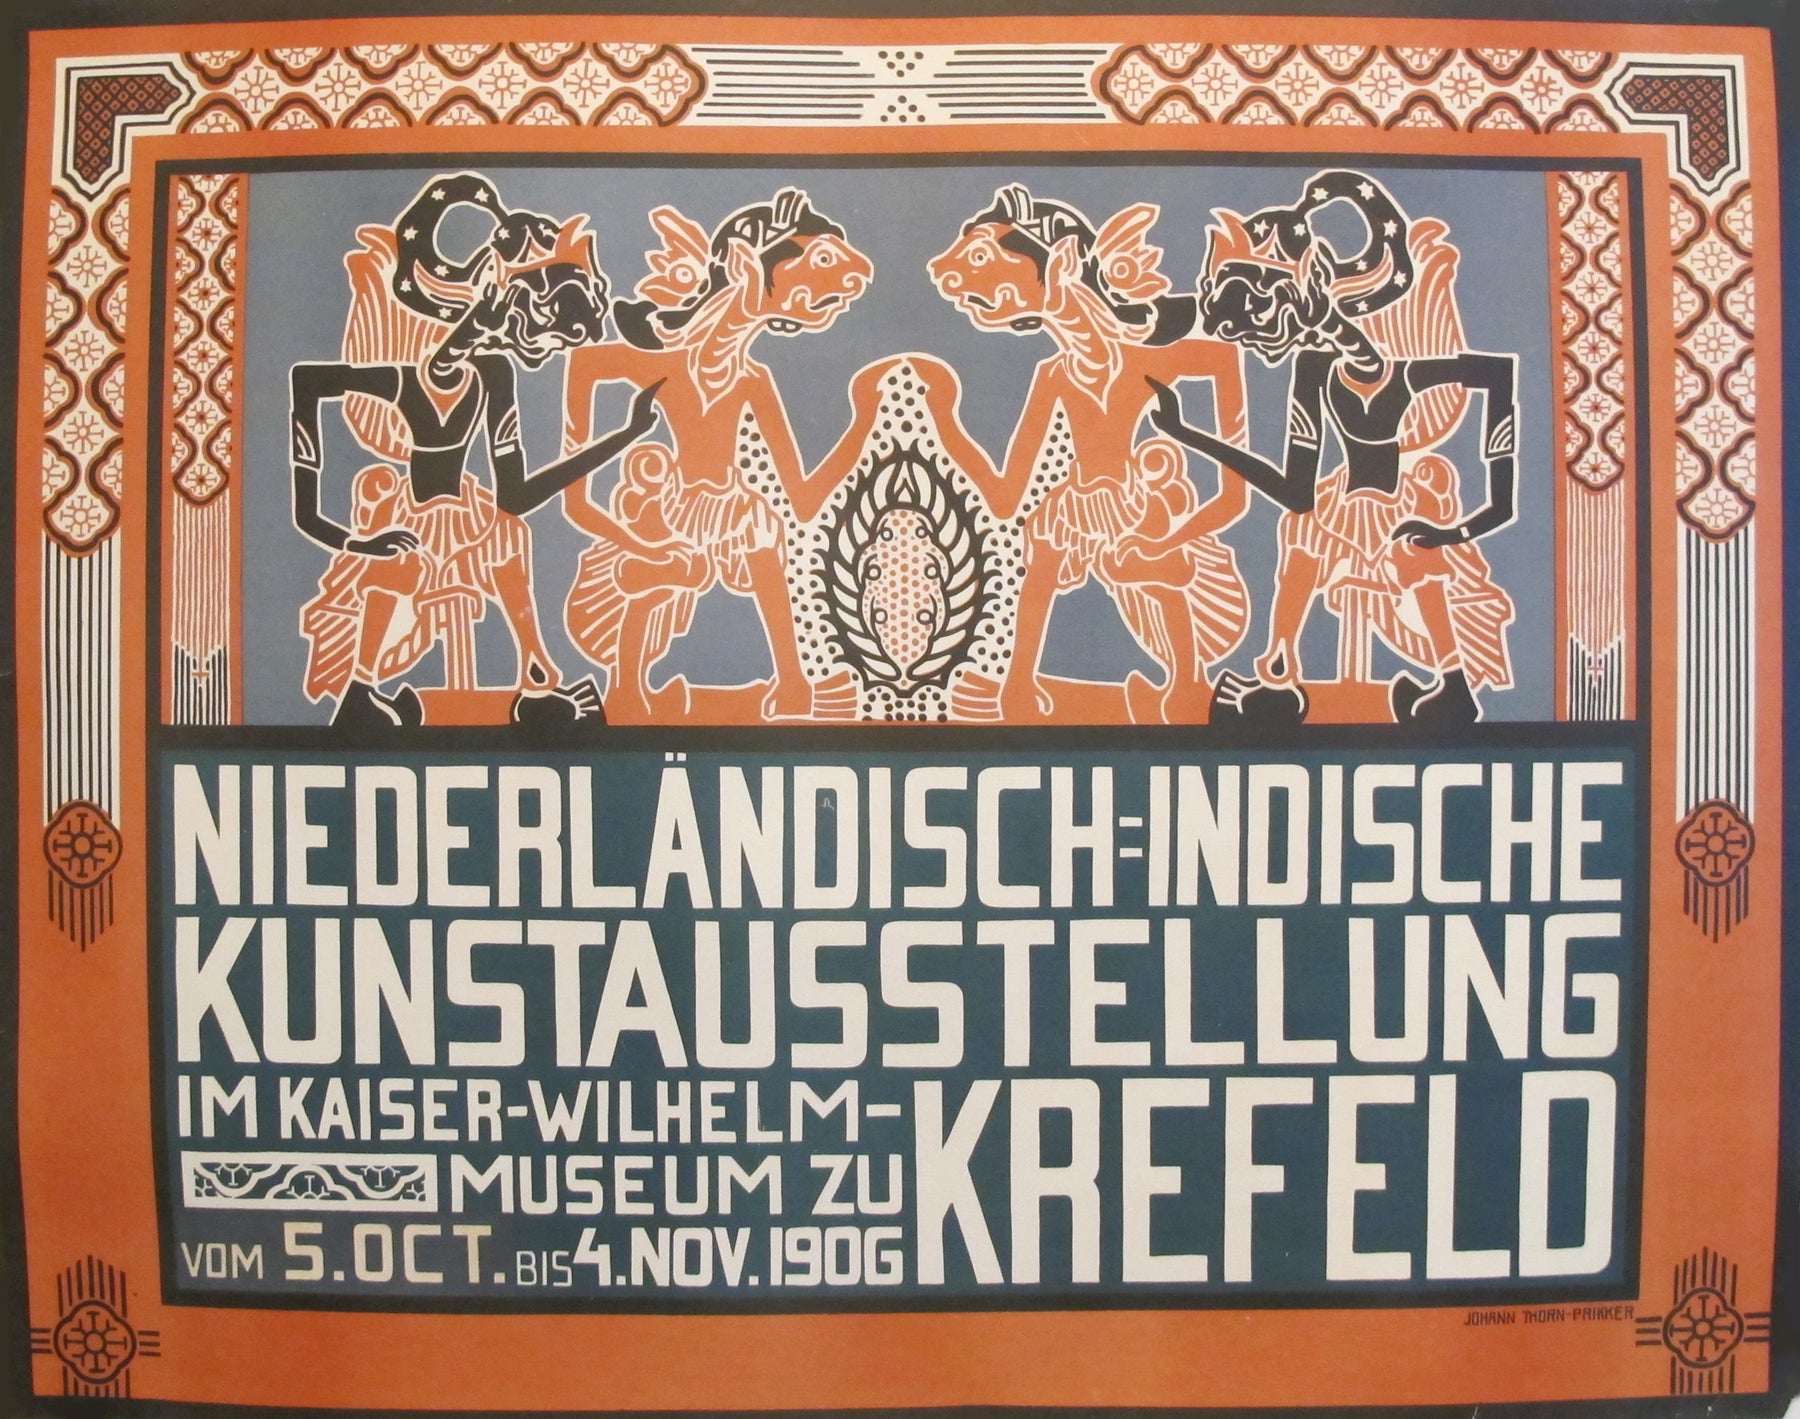 NIEDERLÄNDISCH=INDISCHE
KUNSTAUSSTELLUNG
IM KAISER-WILHELM-
MUSEUM ZU
KREFELD
VOM 5. OCT. BIS 4. NOV. 1906
JOHANN THORN-PRIKKER